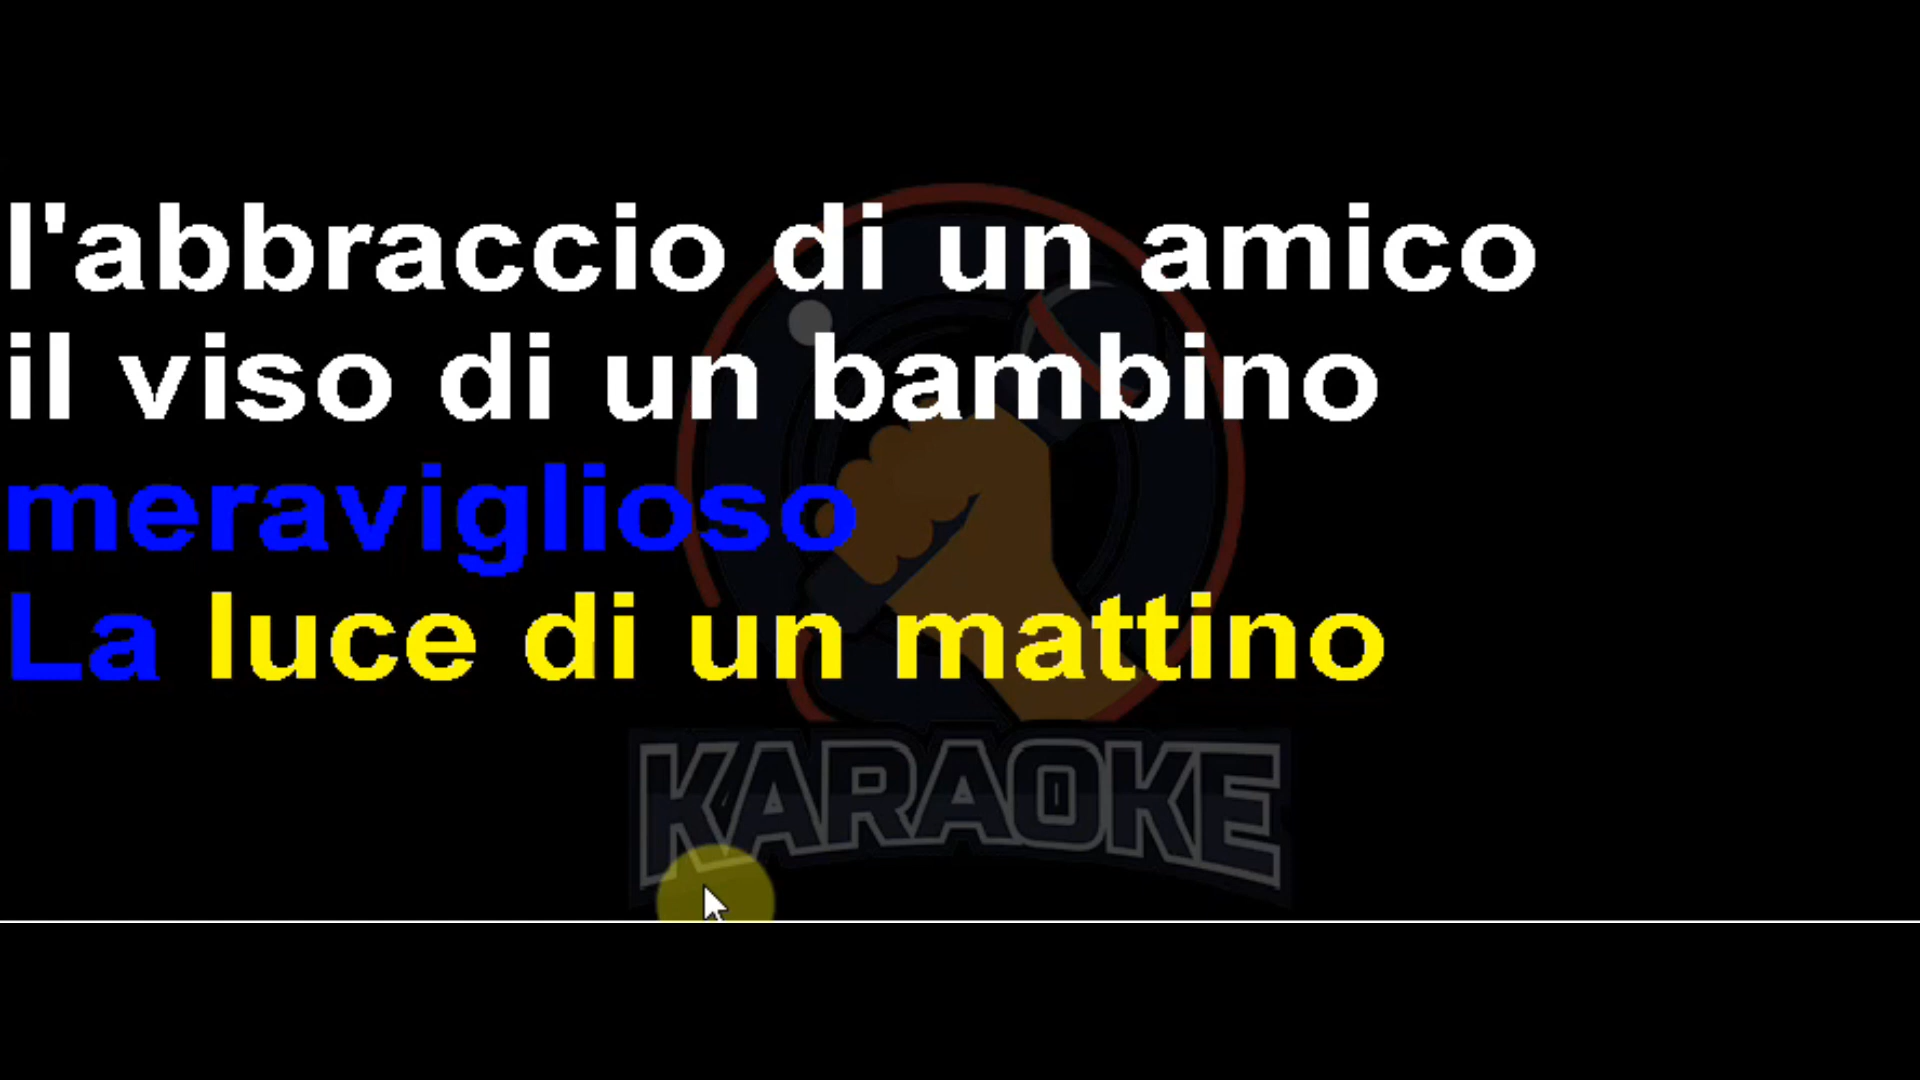 l'abbraccio di un amico
il viso di un bambino
meraviglioso
La luce di un mattino
KARAOKE